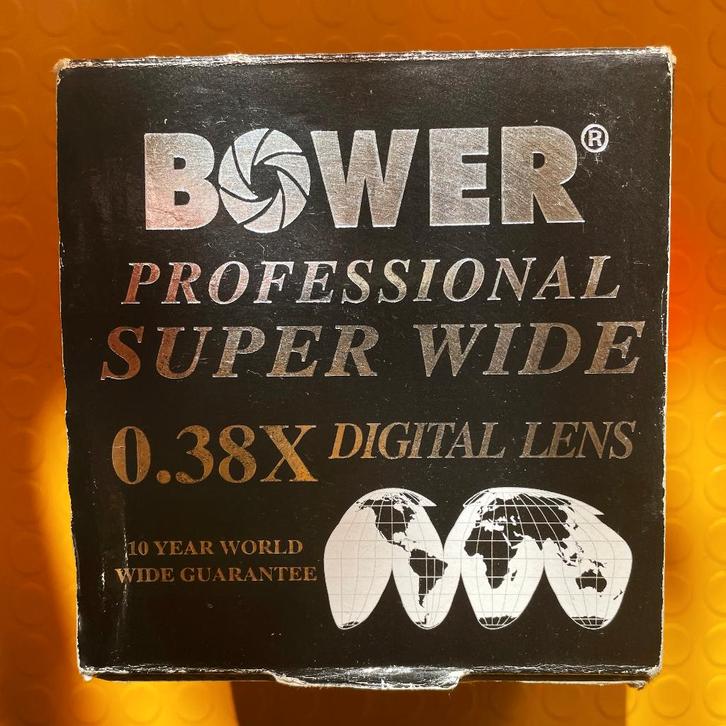 BOWER®
PROFESSIONAL
SUPER WIDE
0.38X DIGITAL LENS
10 YEAR WORLD
WIDE GUARANTEE